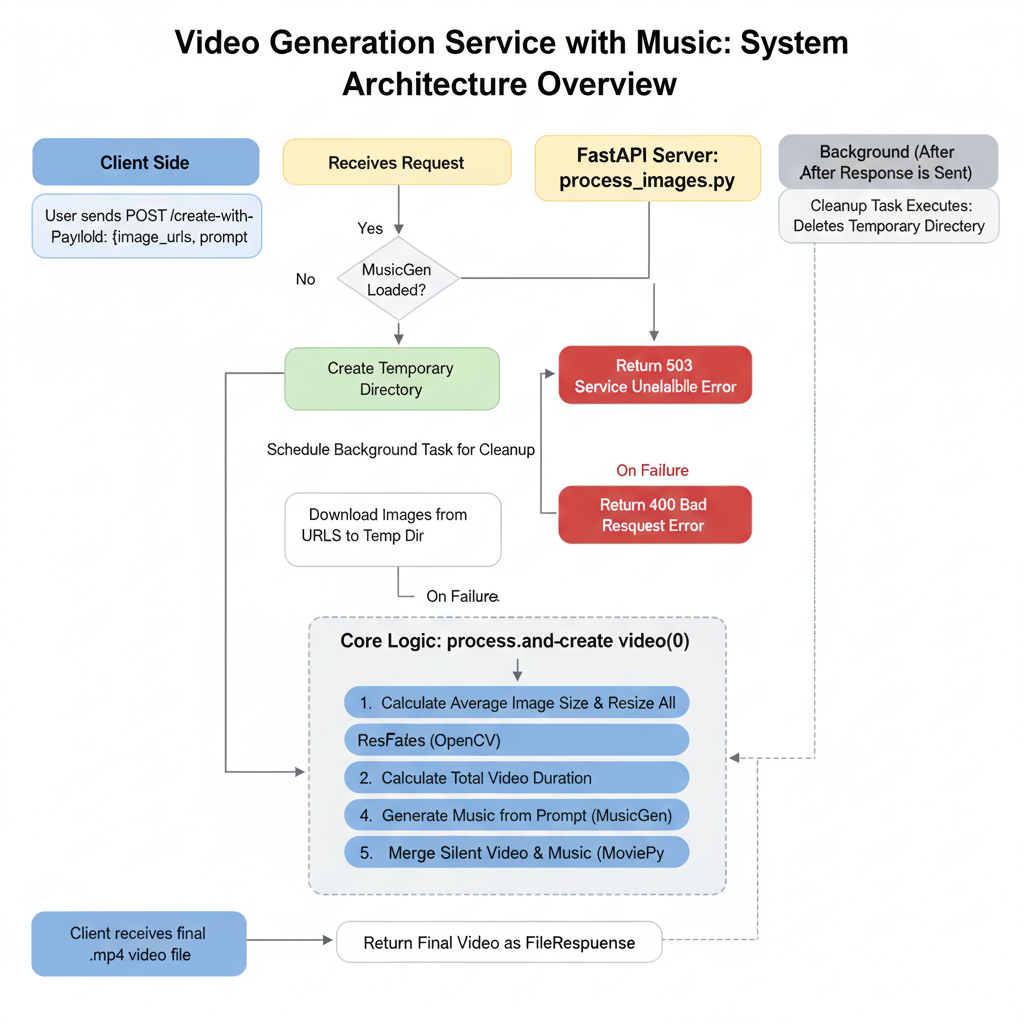 Video Generation Service with Music: System
Architecture Overview
Client Side
User sends POST /create-with-
Payilold: {image_urls, prompt
Receives Request
FastAPI Server:
process_images.py
Background (After
After Response is Sent)
Cleanup Task Executes:
Deletes Temporary Directery
Yes
No
MusicGen
Loaded?
Create Temporary
Directory
Return 503
Service Unelalblle Error
Schedule Background Task for Cleanup
On Failure
Return 400 Bad
Resquest Error
Download Images from
URLS to Temp Dir
On Failure.
Core Logic: process.and-create video(0)
1. Calculate Average Image Size & Resize All
ResFates (OpenCV)
2. Calculate Total Video Duration
4. Generate Music from Prompt (MusicGen)
5. Merge Silent Video & Music (MoviePy
Client receives final
.mp4 video file
Return Final Video as FileRespuense